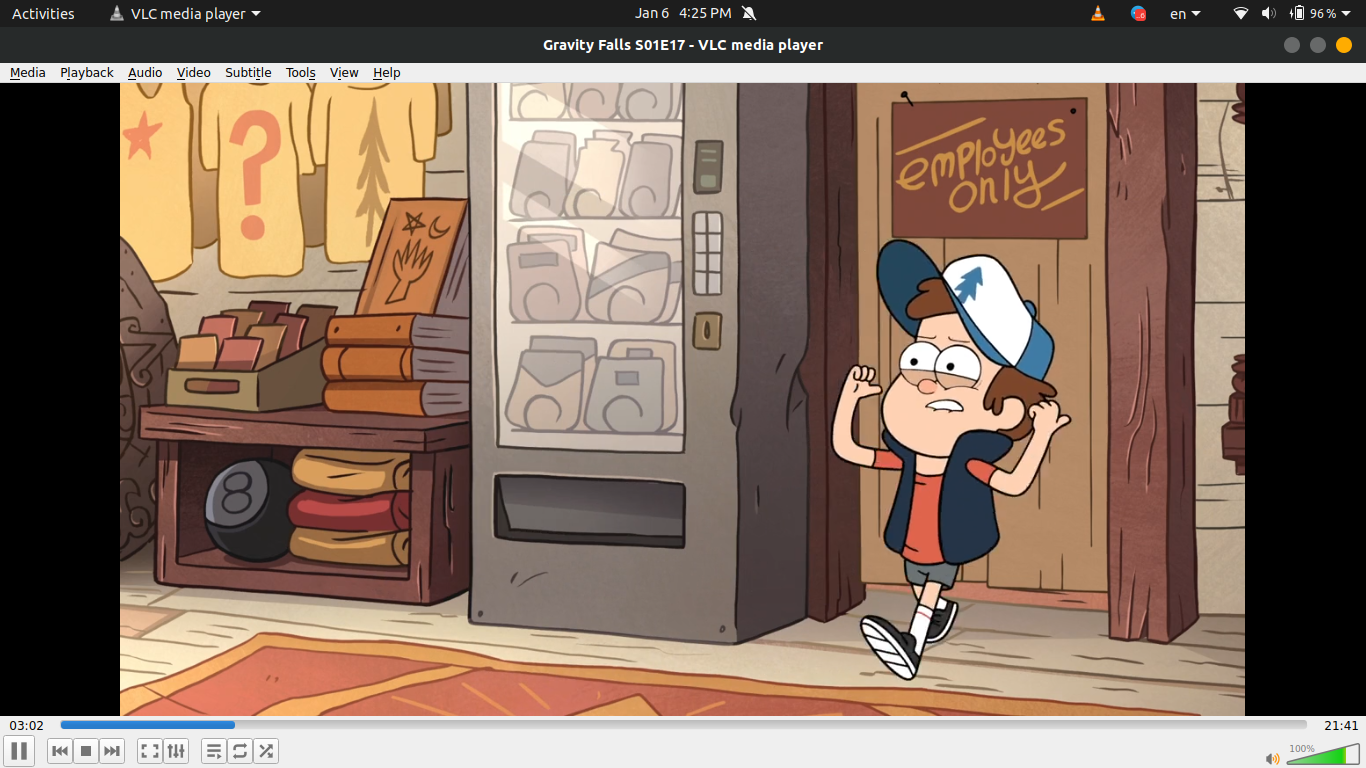 Activities VLC media player Jan 6 4:25 PM en 96 %
Gravity Falls S01E17 - VLC media player
Media Playback Audio Video Subtitle Tools View Help
?
employees
only
8
03:02 21:41
100%